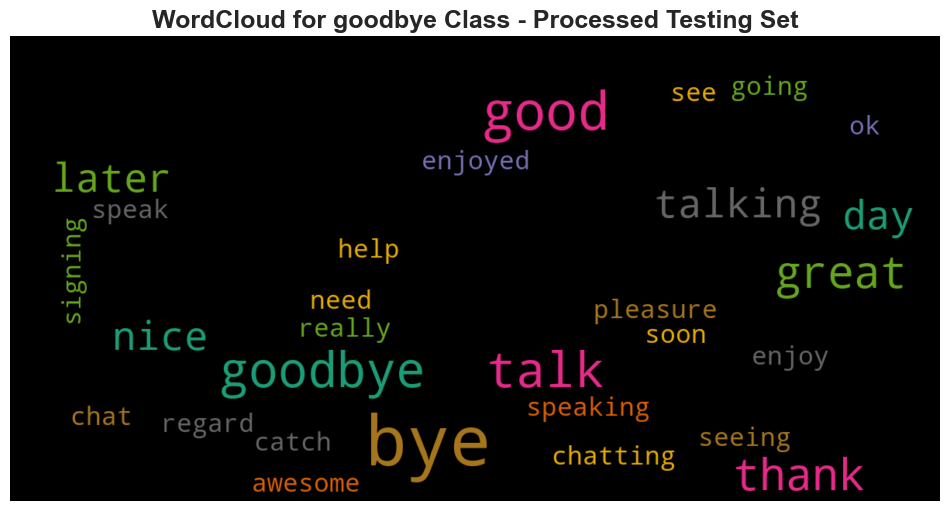 WordCloud for goodbye Class - Processed Testing Set
see
going
good
ok
enjoyed
later
speak
talking
day
signing
help
great
need
pleasure
really
soon
nice
enjoy
goodbye
talk
speaking
chat
regard
catch
bye
seeing
chatting
thank
awesome